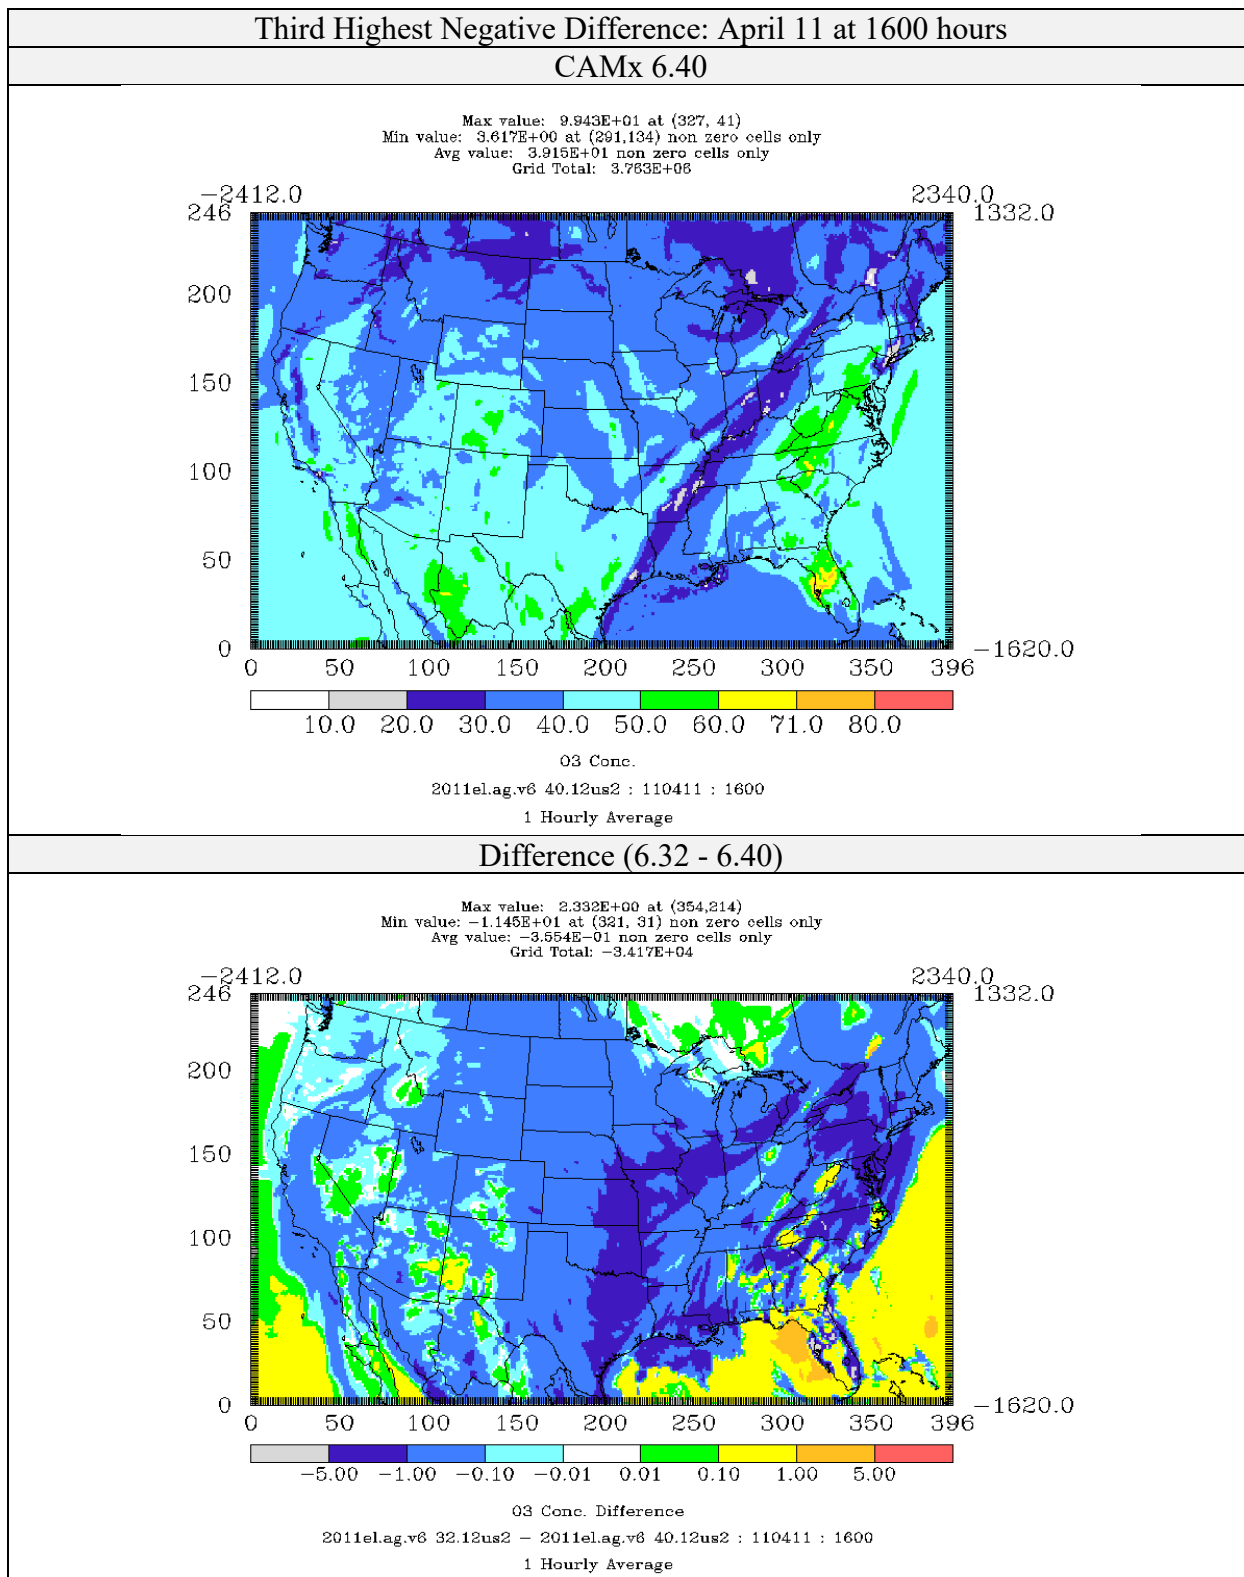 Third Highest Negative Difference: April 11 at 1600 hours
CAMx 6.40
Max value: 9.943E+01 at (327, 41)
Min value: 3.617E+00 at (291,134) non zero cells only
Avg value: 3.915E+01 non zero cells only
Grid Total: 3.763E+06
−2412.0 2340.0
246 1332.0
200
150
100
50
0 −1620.0
0 50 100 150 200 250 300 350 396
10.0 20.0 30.0 40.0 50.0 60.0 71.0 80.0
O3 Conc.
2011el.ag.v6 40.12us2 : 110411 : 1600
1 Hourly Average
Difference (6.32 - 6.40)
Max value: 2.332E+00 at (354,214)
Min value: −1.145E+01 at (321, 31) non zero cells only
Avg value: −3.554E−01 non zero cells only
Grid Total: −3.417E+04
−2412.0 2340.0
246 1332.0
200
150
100
50
0 −1620.0
0 50 100 150 200 250 300 350 396
−5.00 −1.00 −0.10 −0.01 0.01 0.10 1.00 5.00
O3 Conc. Difference
2011el.ag.v6 32.12us2 − 2011el.ag.v6 40.12us2 : 110411 : 1600
1 Hourly Average